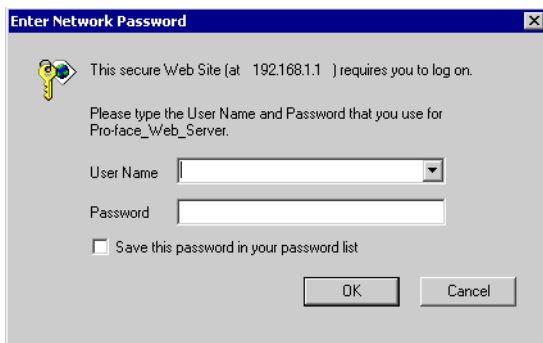 Enter Network Password
This secure Web Site (at 192.168.1.1 ) requires you to log on.
Please type the User Name and Password that you use for
Pro-face_Web_Server.
User Name
Password
Save this password in your password list
OK Cancel